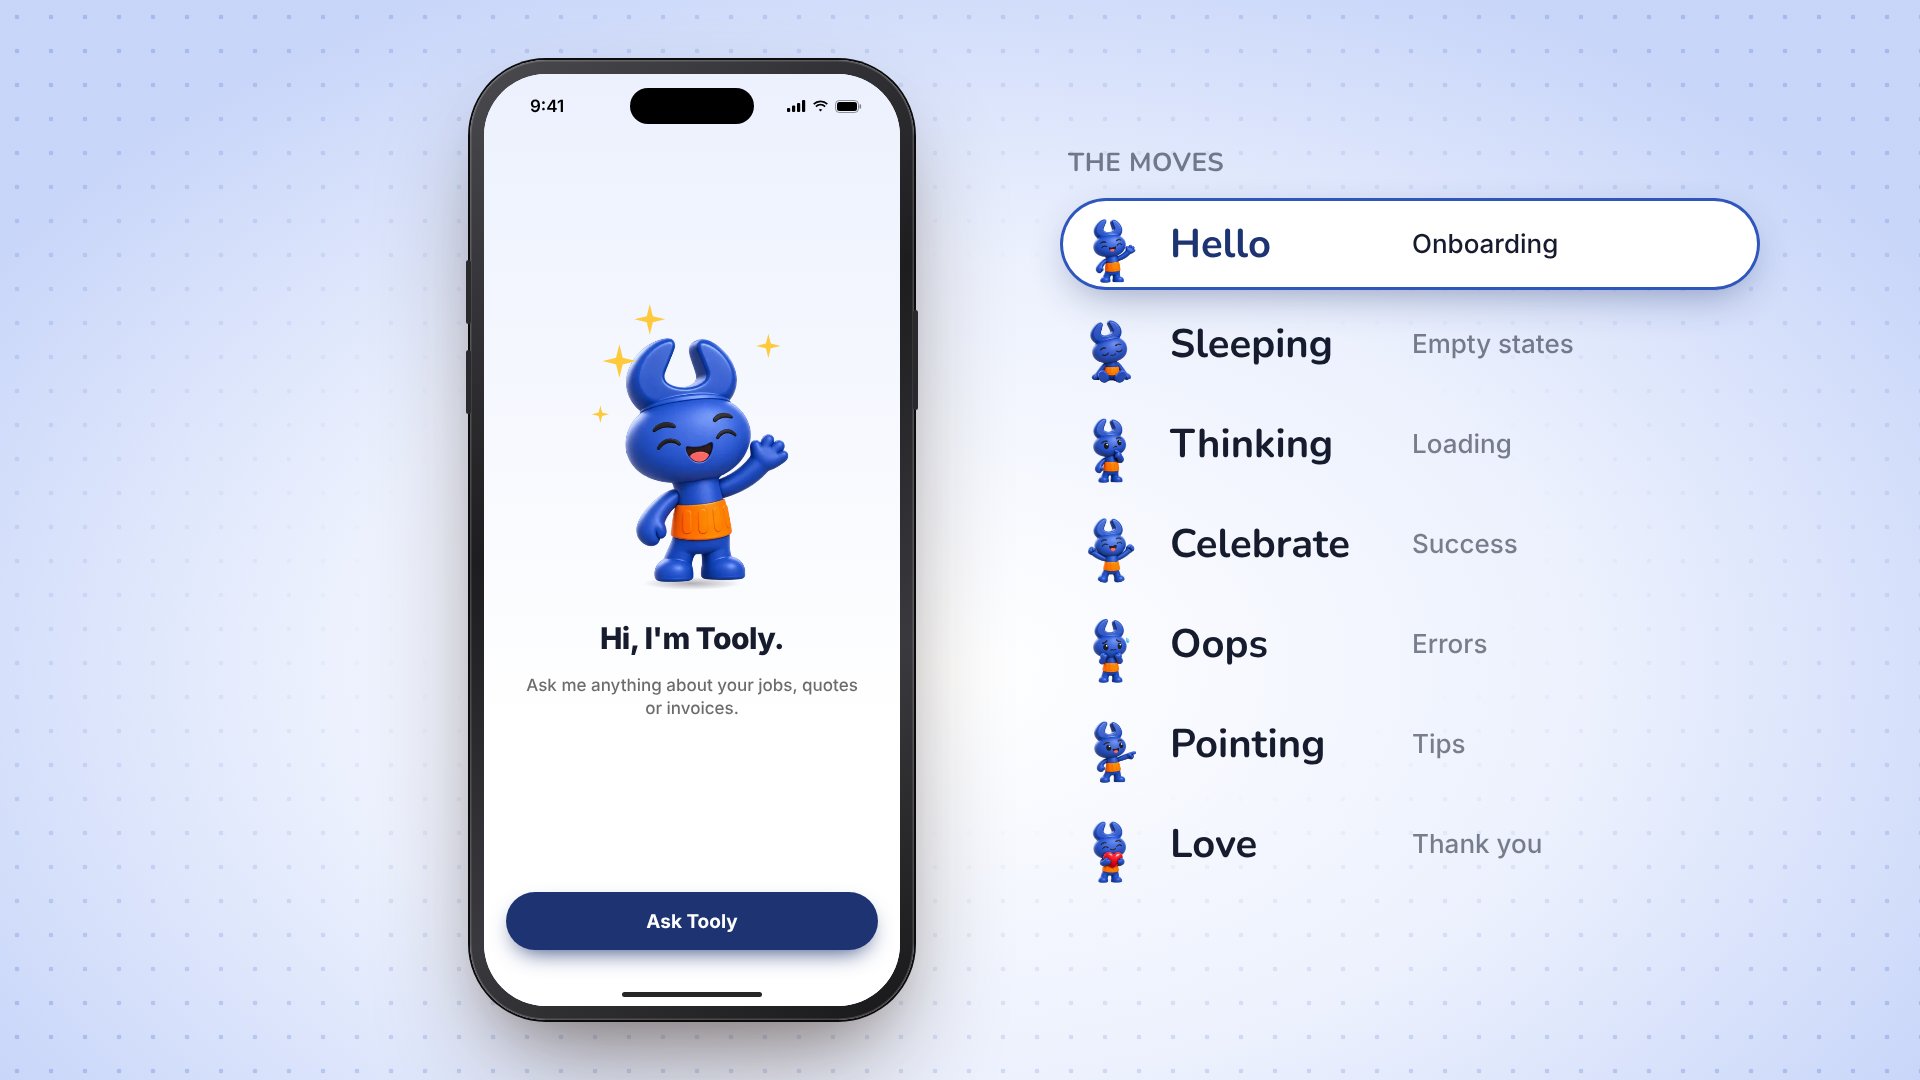 9:41
Hi, I'm Tooly.
Ask me anything about your jobs, quotes
or invoices.
Ask Tooly
THE MOVES
Hello Onboarding
Sleeping Empty states
Thinking Loading
Celebrate Success
Oops Errors
Pointing Tips
Love Thank you